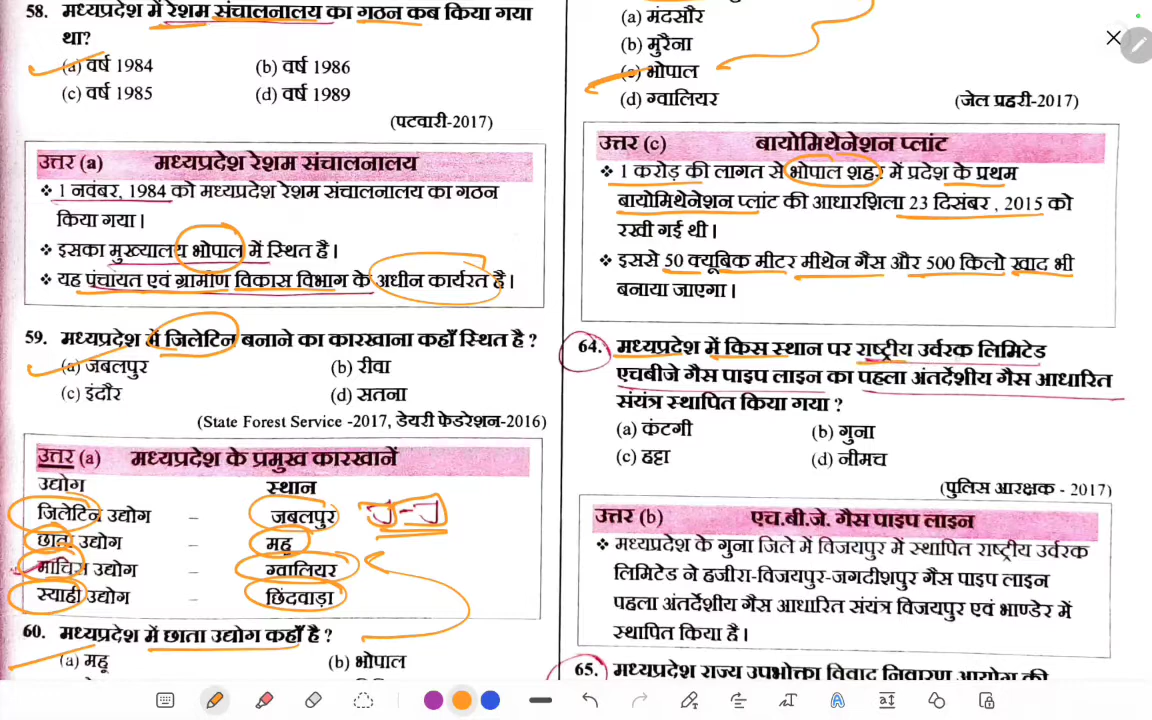 58. मध्यप्रदेश में रेशम संचालनालय का गठन कब किया गया
था?
(a) वर्ष 1984 (b) वर्ष 1986
(c) वर्ष 1985 (d) वर्ष 1989
(पटवारी-2017)
उत्तर (a) मध्यप्रदेश रेशम संचालनालय
❖ 1 नवंबर, 1984 को मध्यप्रदेश रेशम संचालनालय का गठन
किया गया।
❖ इसका मुख्यालय भोपाल में स्थित है।
❖ यह पंचायत एवं ग्रामीण विकास विभाग के अधीन कार्यरत है।
59. मध्यप्रदेश में जिलेटिन बनाने का कारखाना कहाँ स्थित है ?
(a) जबलपुर (b) रीवा
(c) इंदौर (d) सतना
(State Forest Service -2017, डेयरी फेडरेशन-2016)
उत्तर (a) मध्यप्रदेश के प्रमुख कारखानें
उद्योग स्थान
जिलेटिन उद्योग – जबलपुर
छाता उद्योग – महू
माचिस उद्योग – ग्वालियर
स्याही उद्योग – छिंदवाड़ा
J-J
60. मध्यप्रदेश में छाता उद्योग कहाँ है ?
(a) महू (b) भोपाल
(a) मंदसौर
(b) मुरैना
(c) भोपाल
(d) ग्वालियर (जेल प्रहरी-2017)
उत्तर (c) बायोमिथेनेशन प्लांट
❖ 1 करोड़ की लागत से भोपाल शहर में प्रदेश के प्रथम
बायोमिथेनेशन प्लांट की आधारशिला 23 दिसंबर , 2015 को
रखी गई थी।
❖ इससे 50 क्यूबिक मीटर मीथेन गैस और 500 किलो खाद भी
बनाया जाएगा।
64. मध्यप्रदेश में किस स्थान पर राष्ट्रीय उर्वरक लिमिटेड
एचबीजे गैस पाइप लाइन का पहला अंतर्देशीय गैस आधारित
संयंत्र स्थापित किया गया ?
(a) कंटगी (b) गुना
(c) हट्टा (d) नीमच
(पुलिस आरक्षक - 2017)
उत्तर (b) एच.बी.जे. गैस पाइप लाइन
❖ मध्यप्रदेश के गुना जिले में विजयपुर में स्थापित राष्ट्रीय उर्वरक
लिमिटेड ने हजीरा-विजयपुर-जगदीशपुर गैस पाइप लाइन
पहला अंतर्देशीय गैस आधारित संयंत्र विजयपुर एवं भाण्डेर में
स्थापित किया है।
65. मध्यप्रदेश राज्य उपभोक्ता विवाद निवारण आयोग की